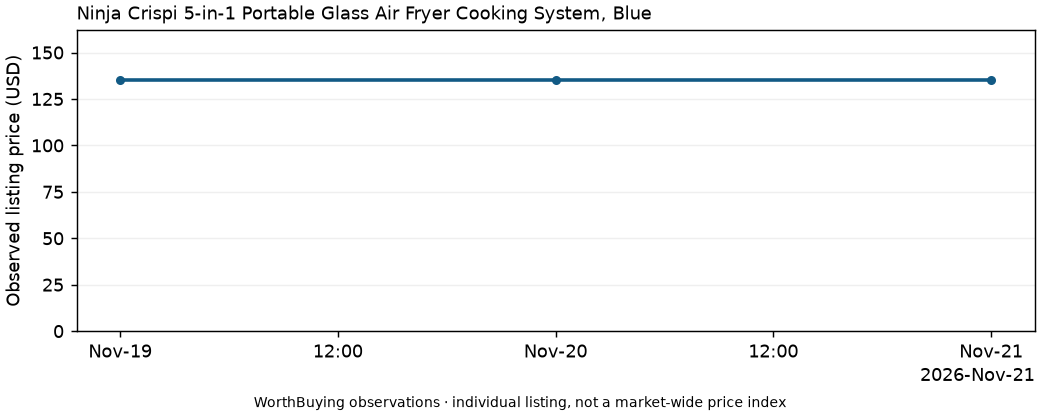 Ninja Crispi 5-in-1 Portable Glass Air Fryer Cooking System, Blue
Observed listing price (USD)
150
125
100
75
50
25
0
Nov-19 12:00 Nov-20 12:00 Nov-21
2026-Nov-21
WorthBuying observations · individual listing, not a market-wide price index